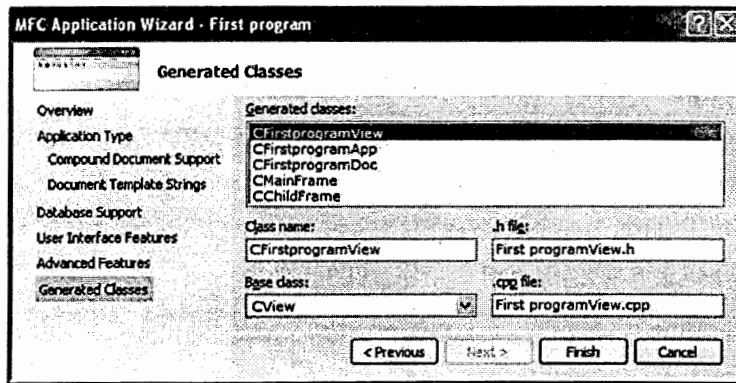 MFC Application Wizard - First program
Generated Classes
Overview
Application Type
Compound Document Support
Document Template Strings
Database Support
User Interface Features
Advanced Features
Generated Classes
Generated classes:
CFirstprogramView
CFirstprogramApp
CFirstprogramDoc
CMainFrame
CChildFrame
Class name:
.h file:
CFirstprogramView
First programView.h
Base class:
.cpp file:
CView
First programView.cpp
< Previous
Next >
Finish
Cancel